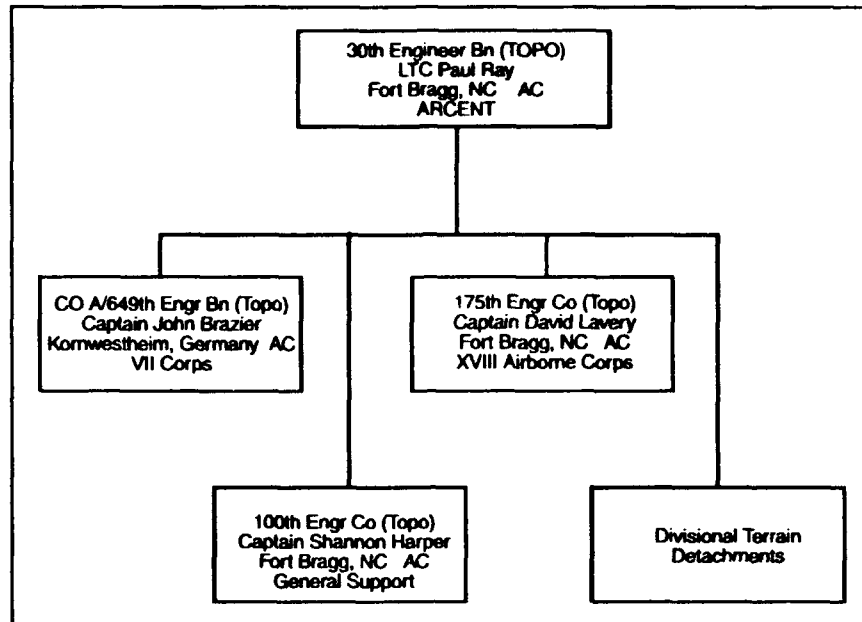 30th Engineer Bn (TOPO)
LTC Paul Ray
Fort Bragg, NC AC
ARCENT
CO A/649th Engr Bn (Topo)
Captain John Brazier
Kornwestheim, Germany AC
VII Corps
175th Engr Co (Topo)
Captain David Lavery
Fort Bragg, NC AC
XVIII Airborne Corps
100th Engr Co (Topo)
Captain Shannon Harper
Fort Bragg, NC AC
General Support
Divisional Terrain
Detachments